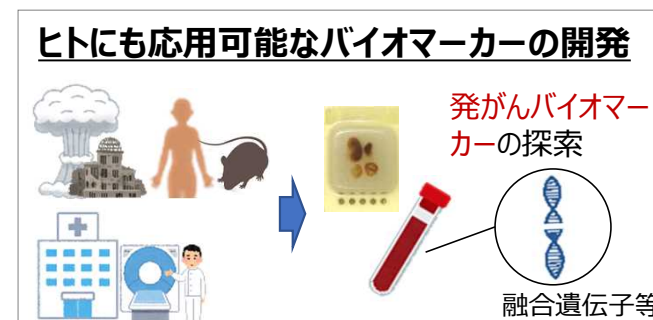 ヒトにも応用可能なバイオマーカーの開発
発がんバイオマー
カーの探索
融合遺伝子等